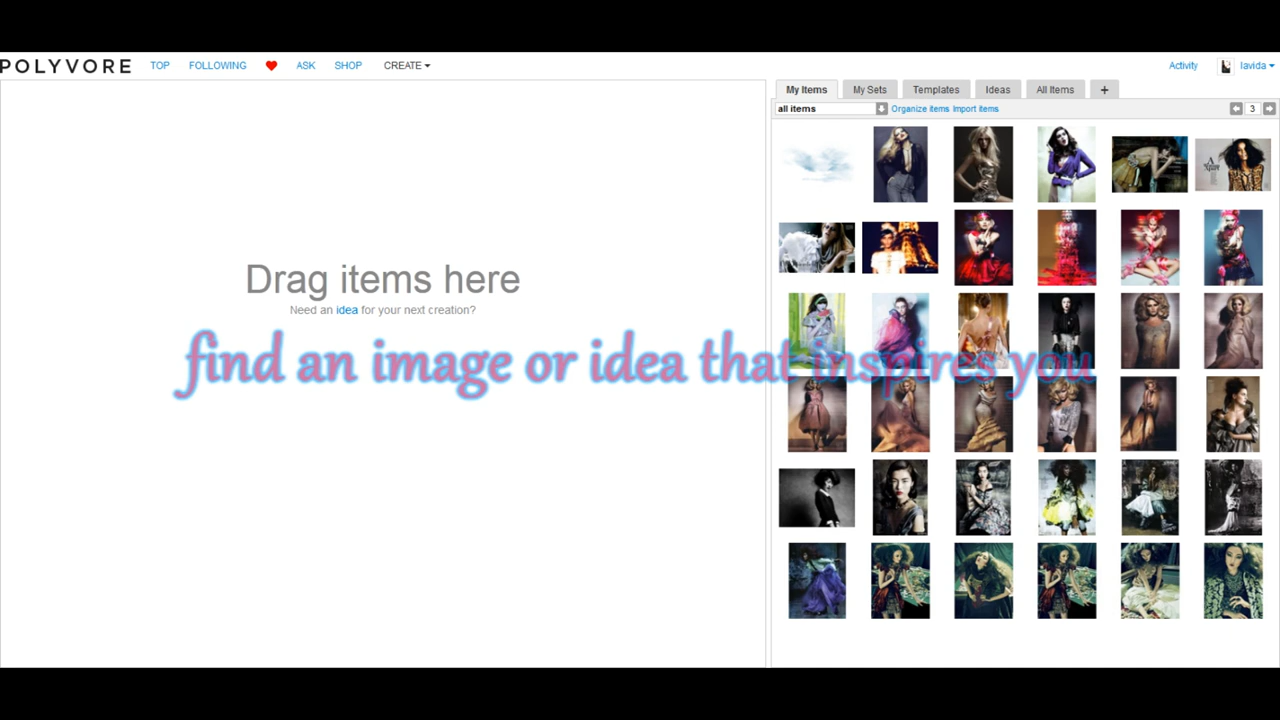 POLYVORE TOP FOLLOWING ASK SHOP CREATE Activity lavida
My Items My Sets Templates Ideas All Items +
all items Organize items Import items 3
Drag items here
Need an idea for your next creation?
find an image or idea that inspires you